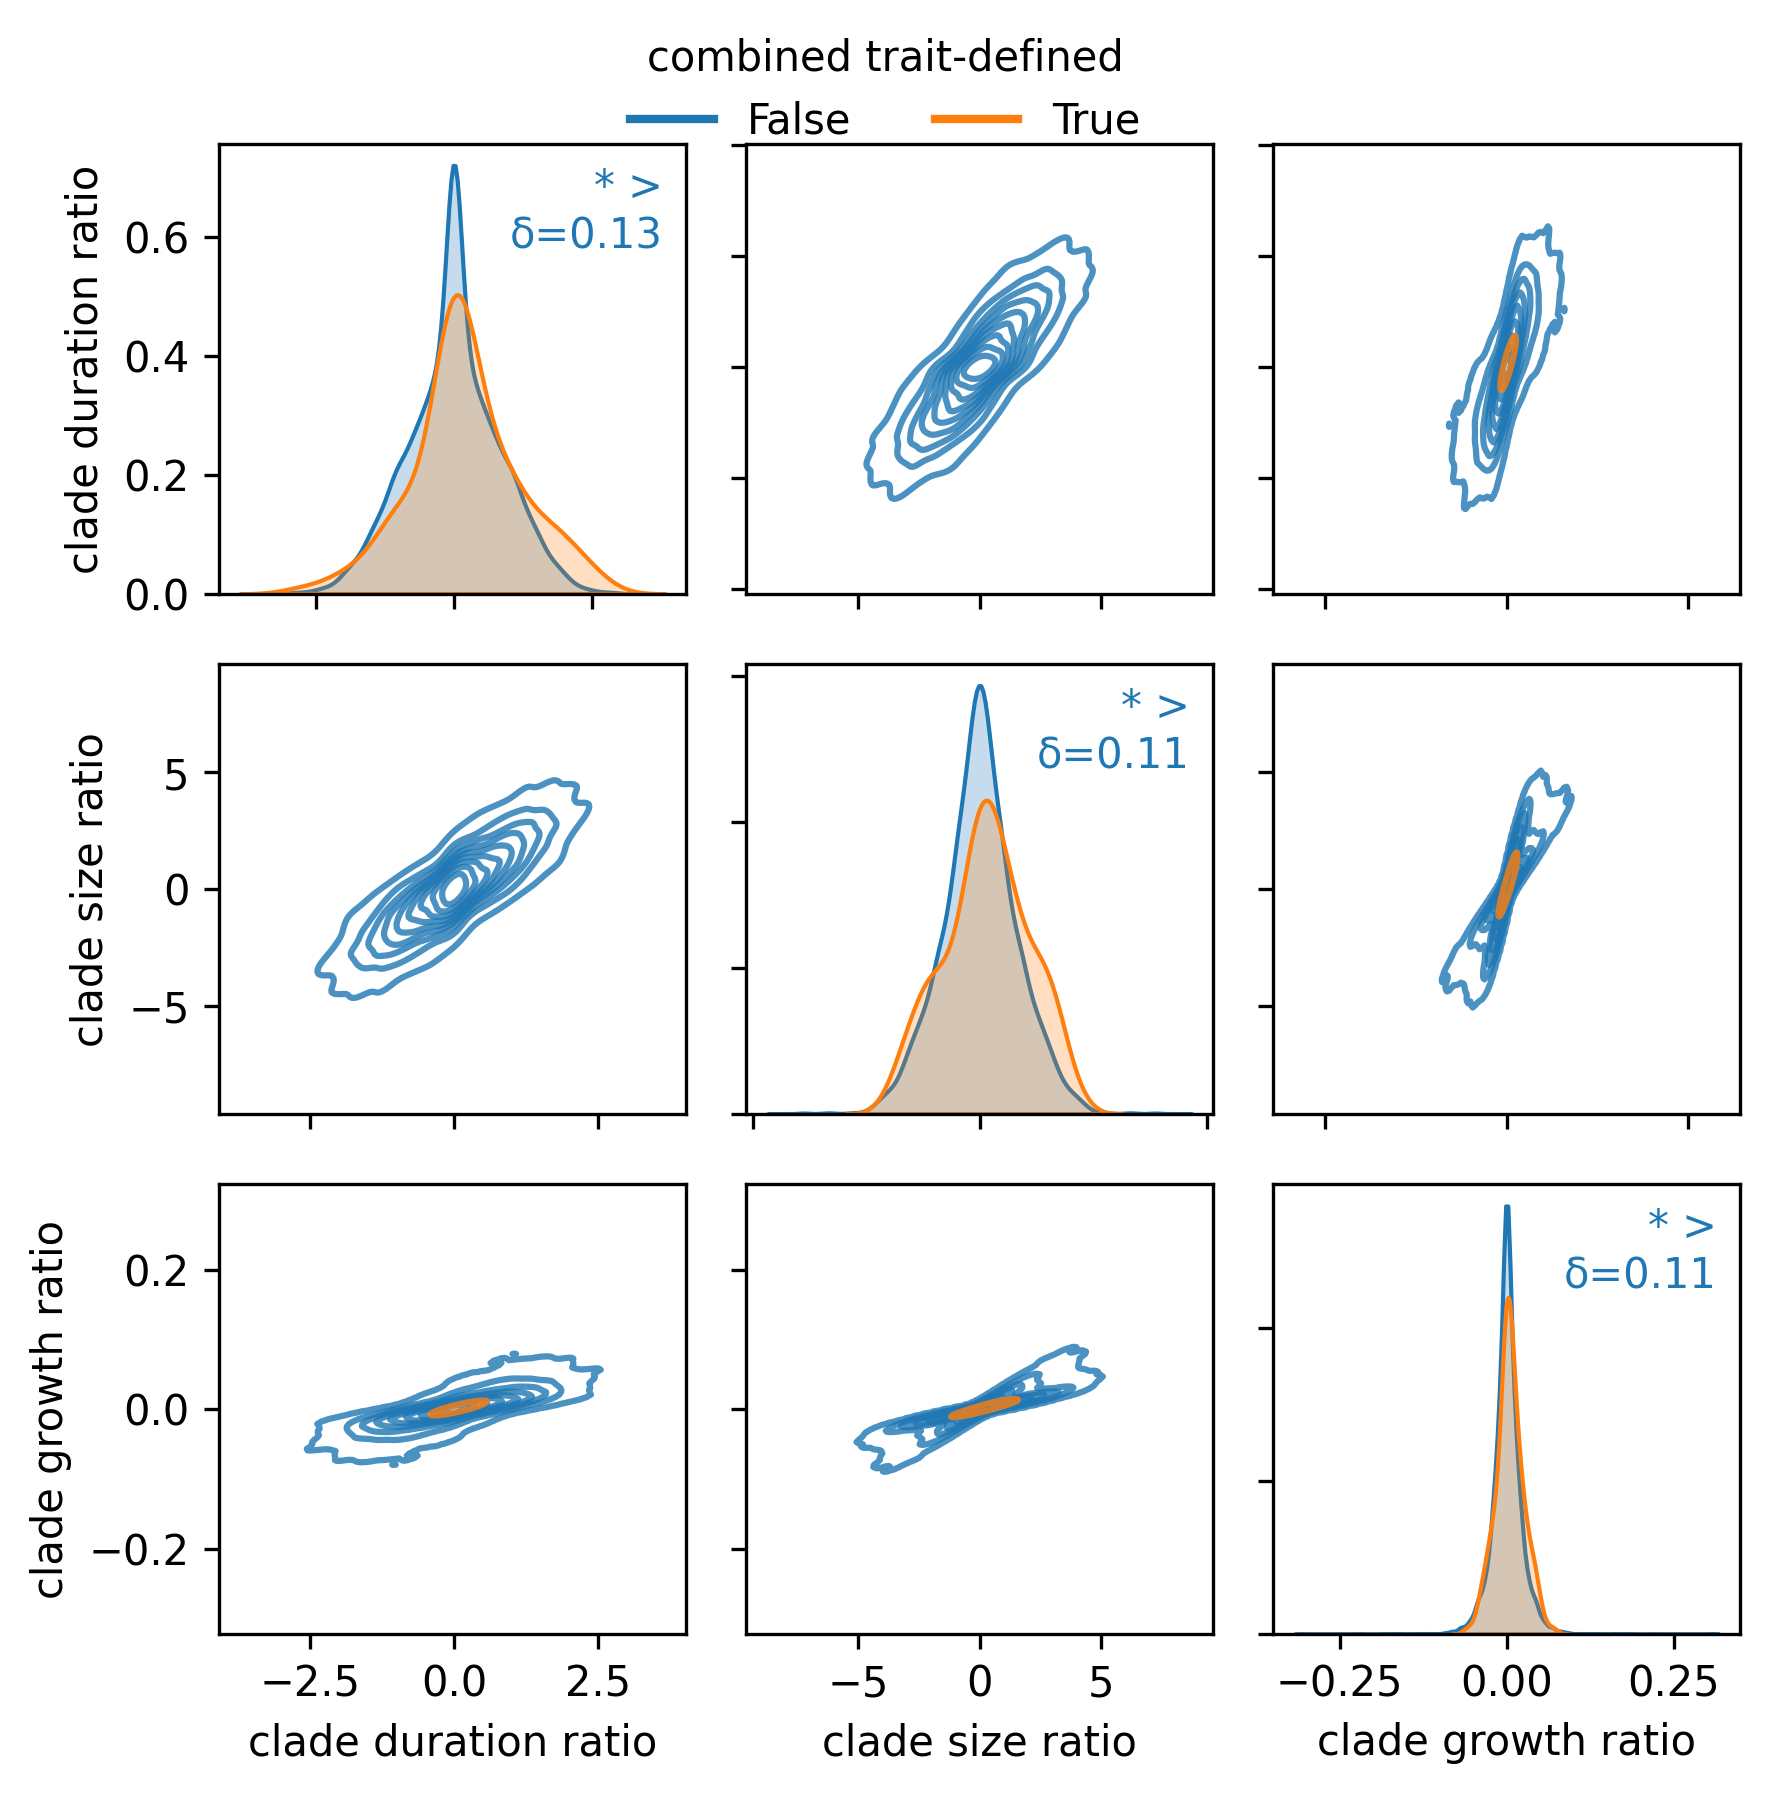 combined trait-defined
False True
clade duration ratio
0.6
0.4
0.2
0.0
* >
δ=0.13
clade size ratio
5
0
−5
* >
δ=0.11
clade growth ratio
0.2
0.0
−0.2
* >
δ=0.11
−2.5 0.0 2.5
−5 0 5
−0.25 0.00 0.25
clade duration ratio
clade size ratio
clade growth ratio